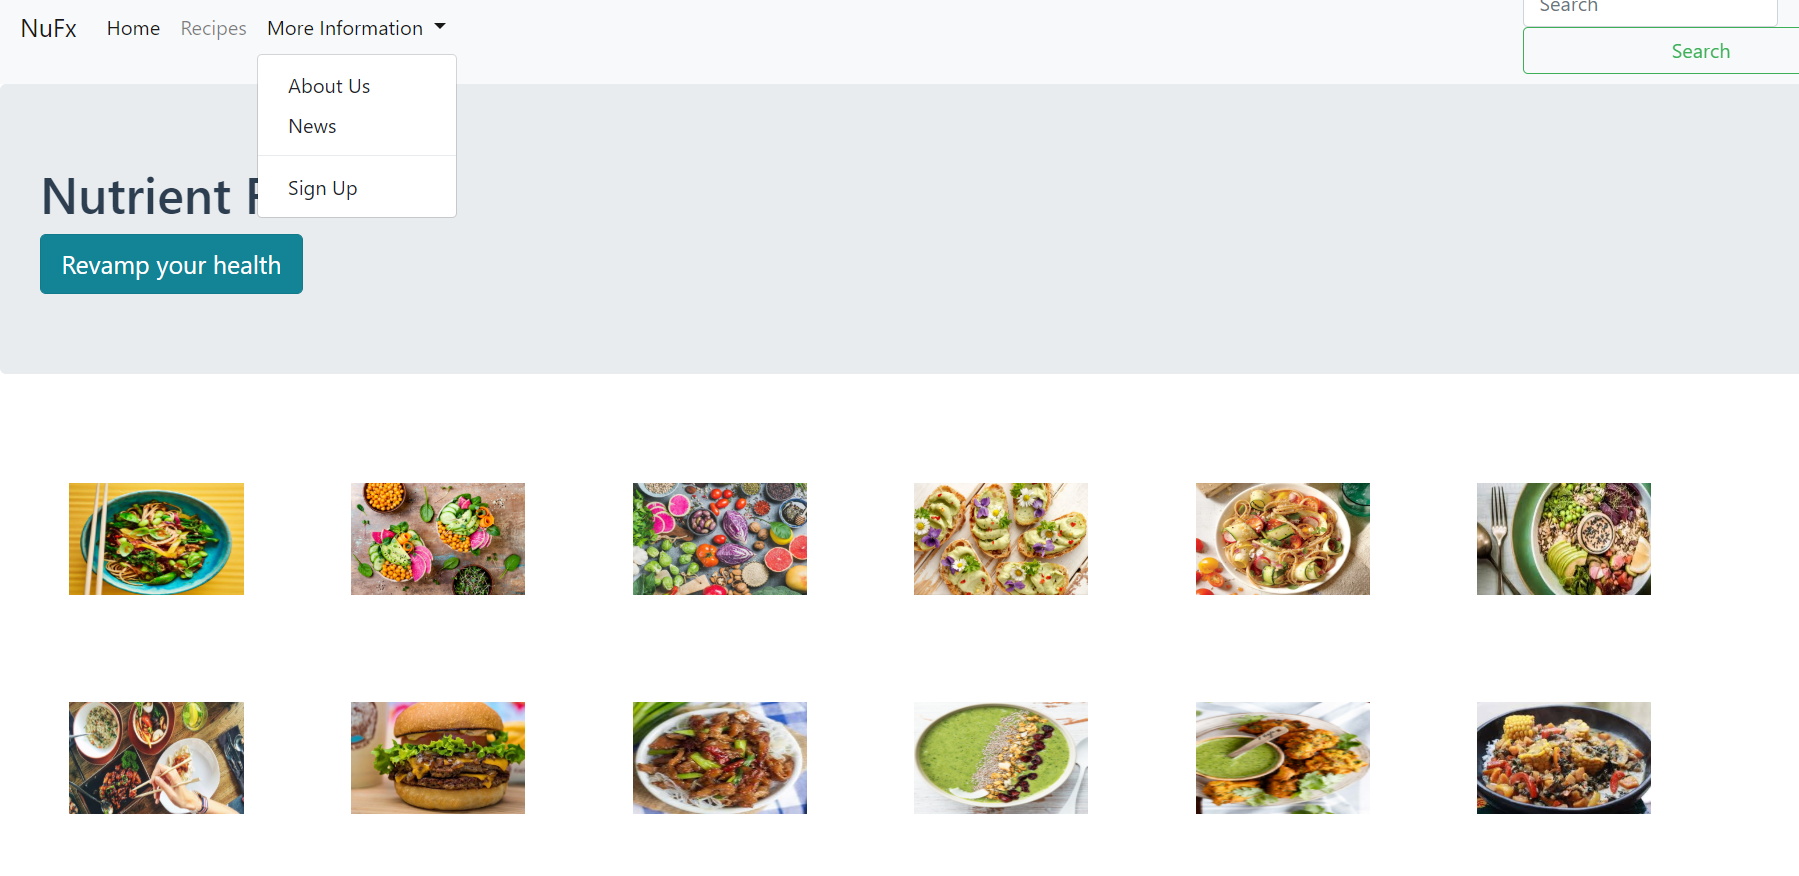 NuFx Home Recipes More Information
Search
Search
About Us
News
Sign Up
Nutrient
Revamp your health